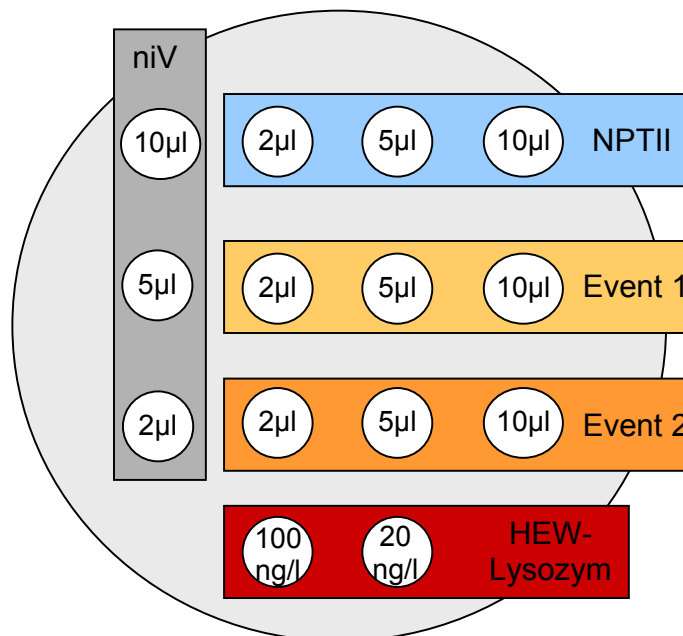 niV
10µl
5µl
2µl
2µl 5µl 10µl NPTII
2µl 5µl 10µl Event 1
2µl 5µl 10µl Event 2
100
ng/l
20
ng/l
HEW-
Lysozym